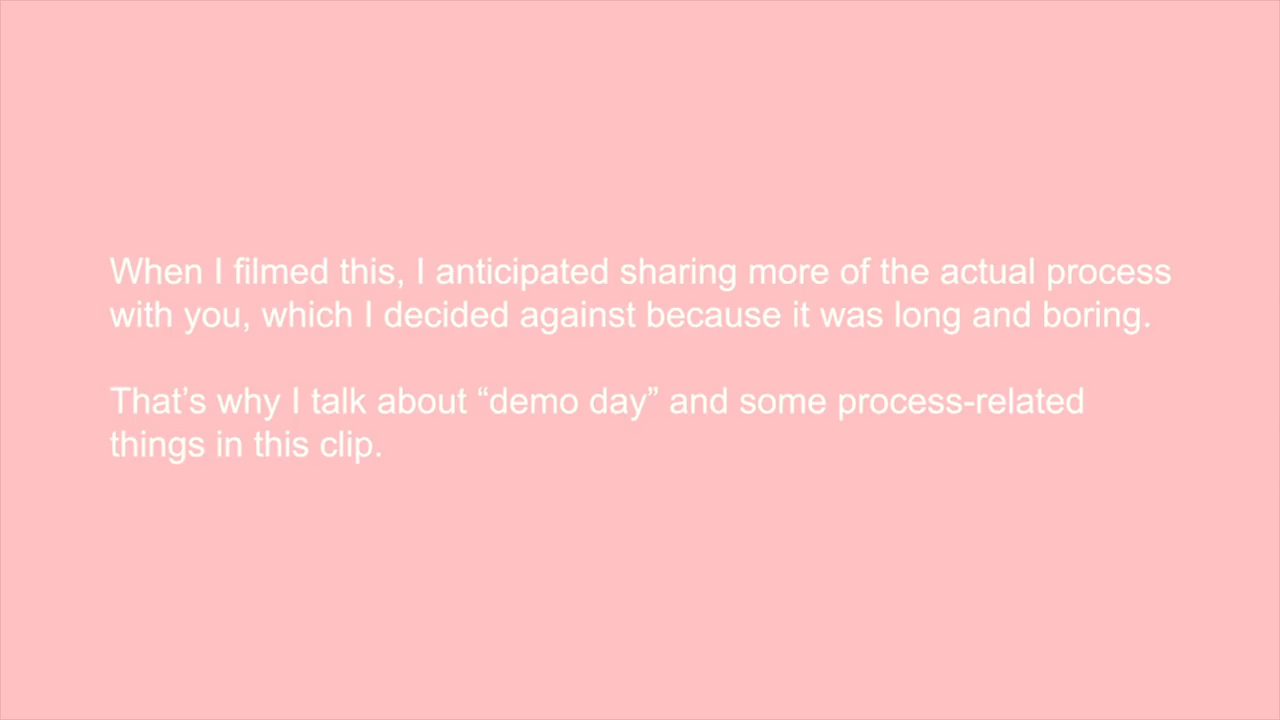 When I filmed this, I anticipated sharing more of the actual process
with you, which I decided against because it was long and boring.
That’s why I talk about “demo day” and some process-related
things in this clip.